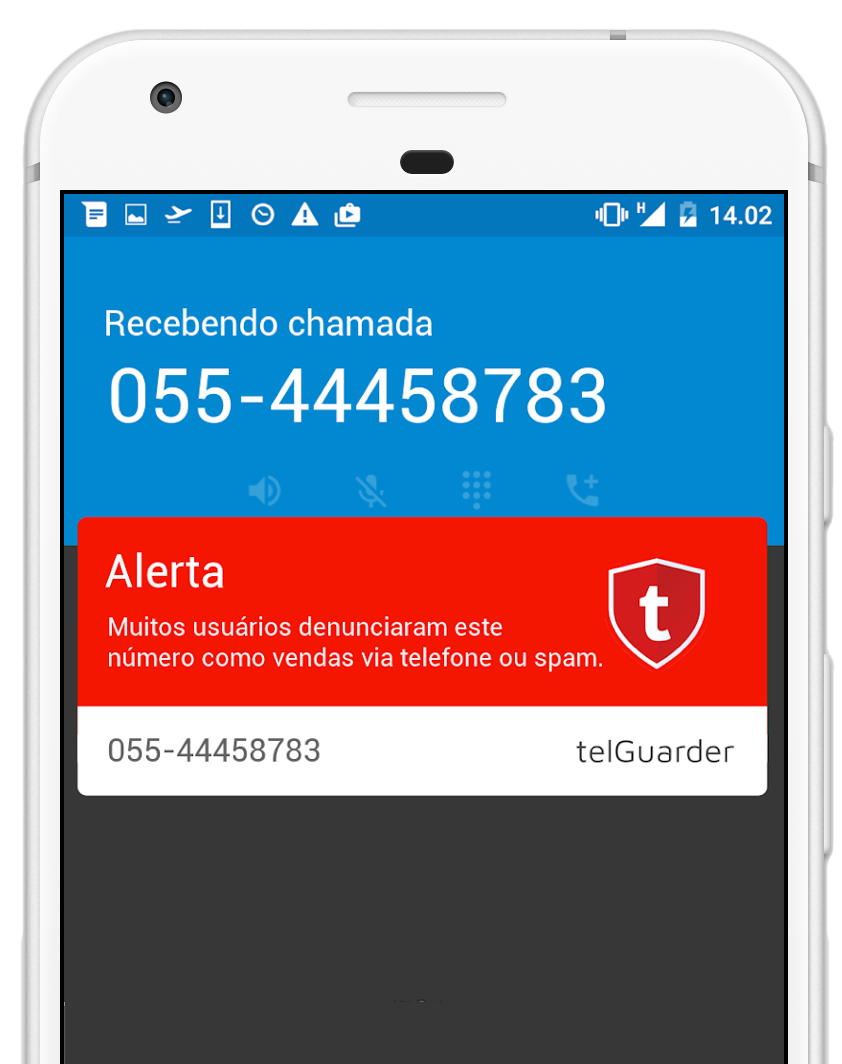 H 14.02
Recebendo chamada
055-44458783
Alerta
t
Muitos usuários denunciaram este
número como vendas via telefone ou spam.
055-44458783 telGuarder